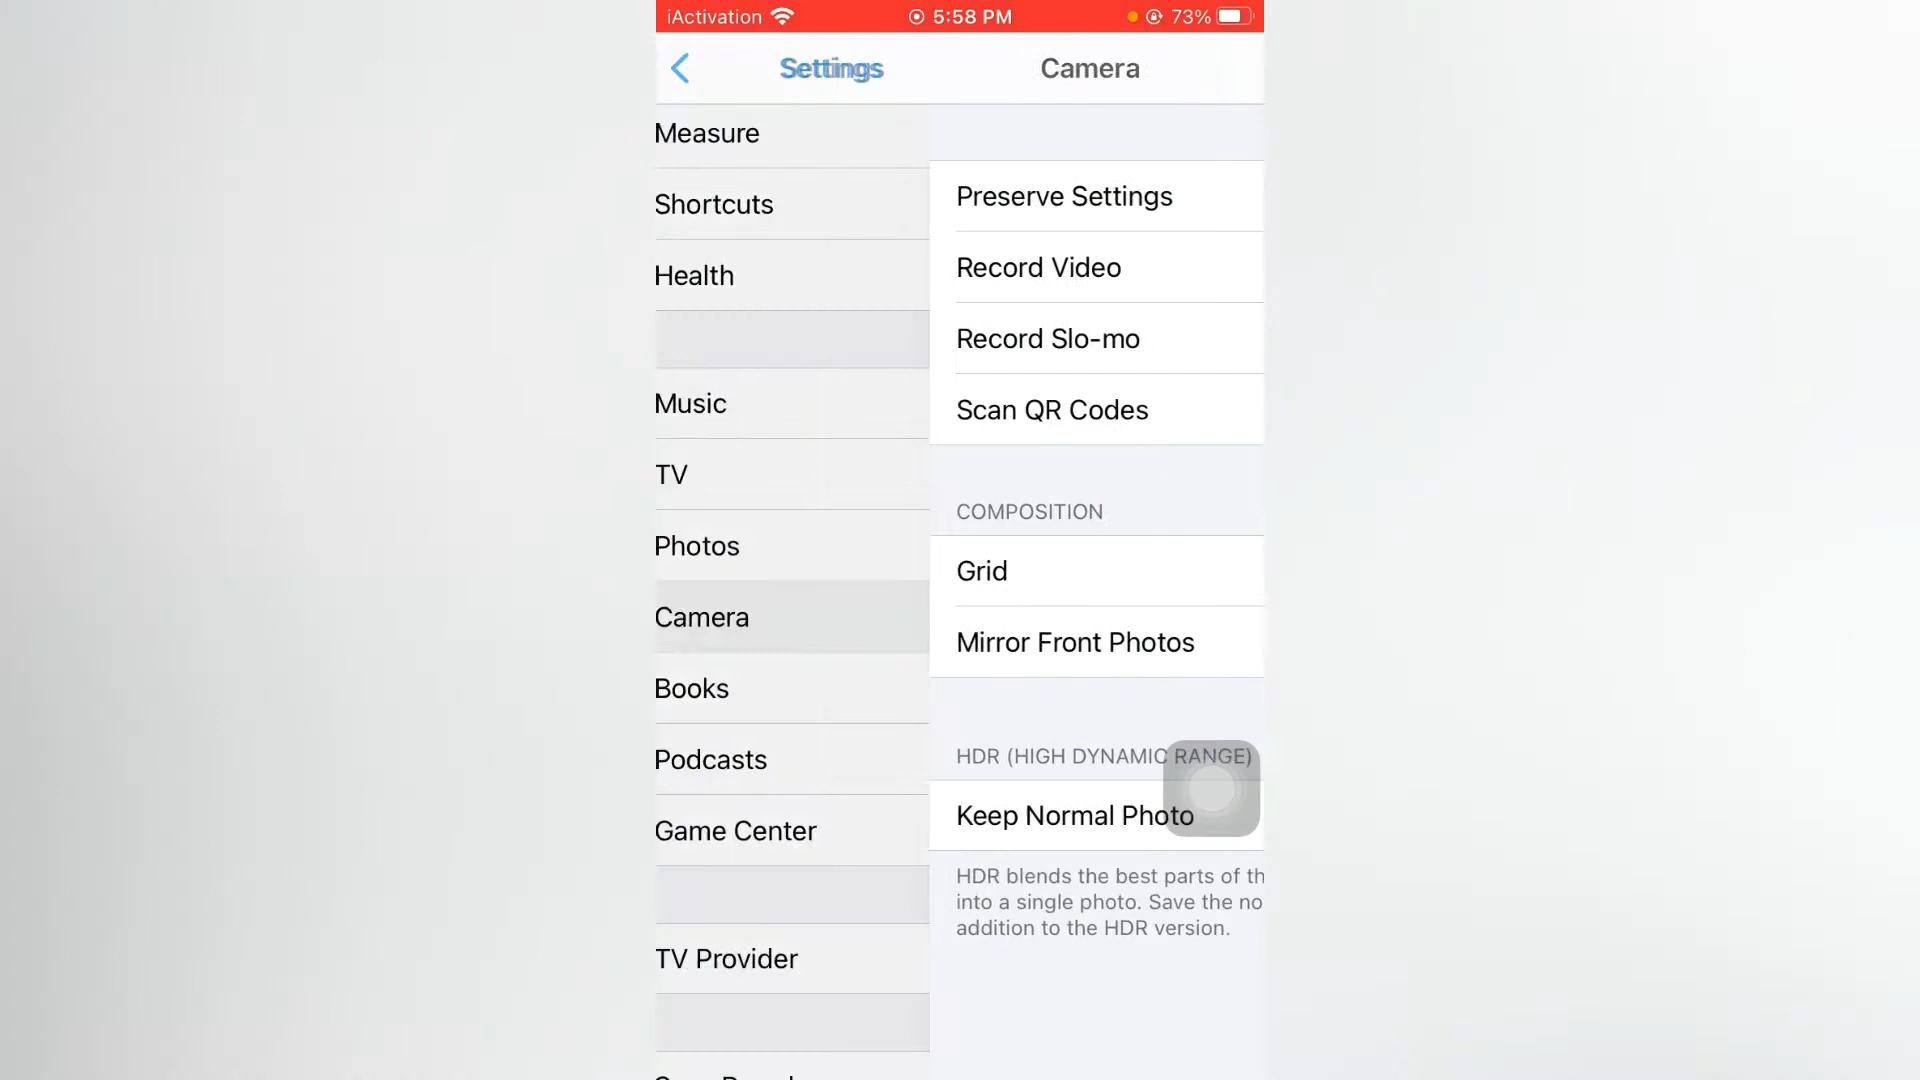 iActivation 5:58 PM 73%
Settings Camera
Measure
Shortcuts
Health
Music
TV
Photos
Camera
Books
Podcasts
Game Center
TV Provider
Preserve Settings
Record Video
Record Slo-mo
Scan QR Codes
COMPOSITION
Grid
Mirror Front Photos
HDR (HIGH DYNAMIC RANGE)
Keep Normal Photo
HDR blends the best parts of th
into a single photo. Save the no
addition to the HDR version.